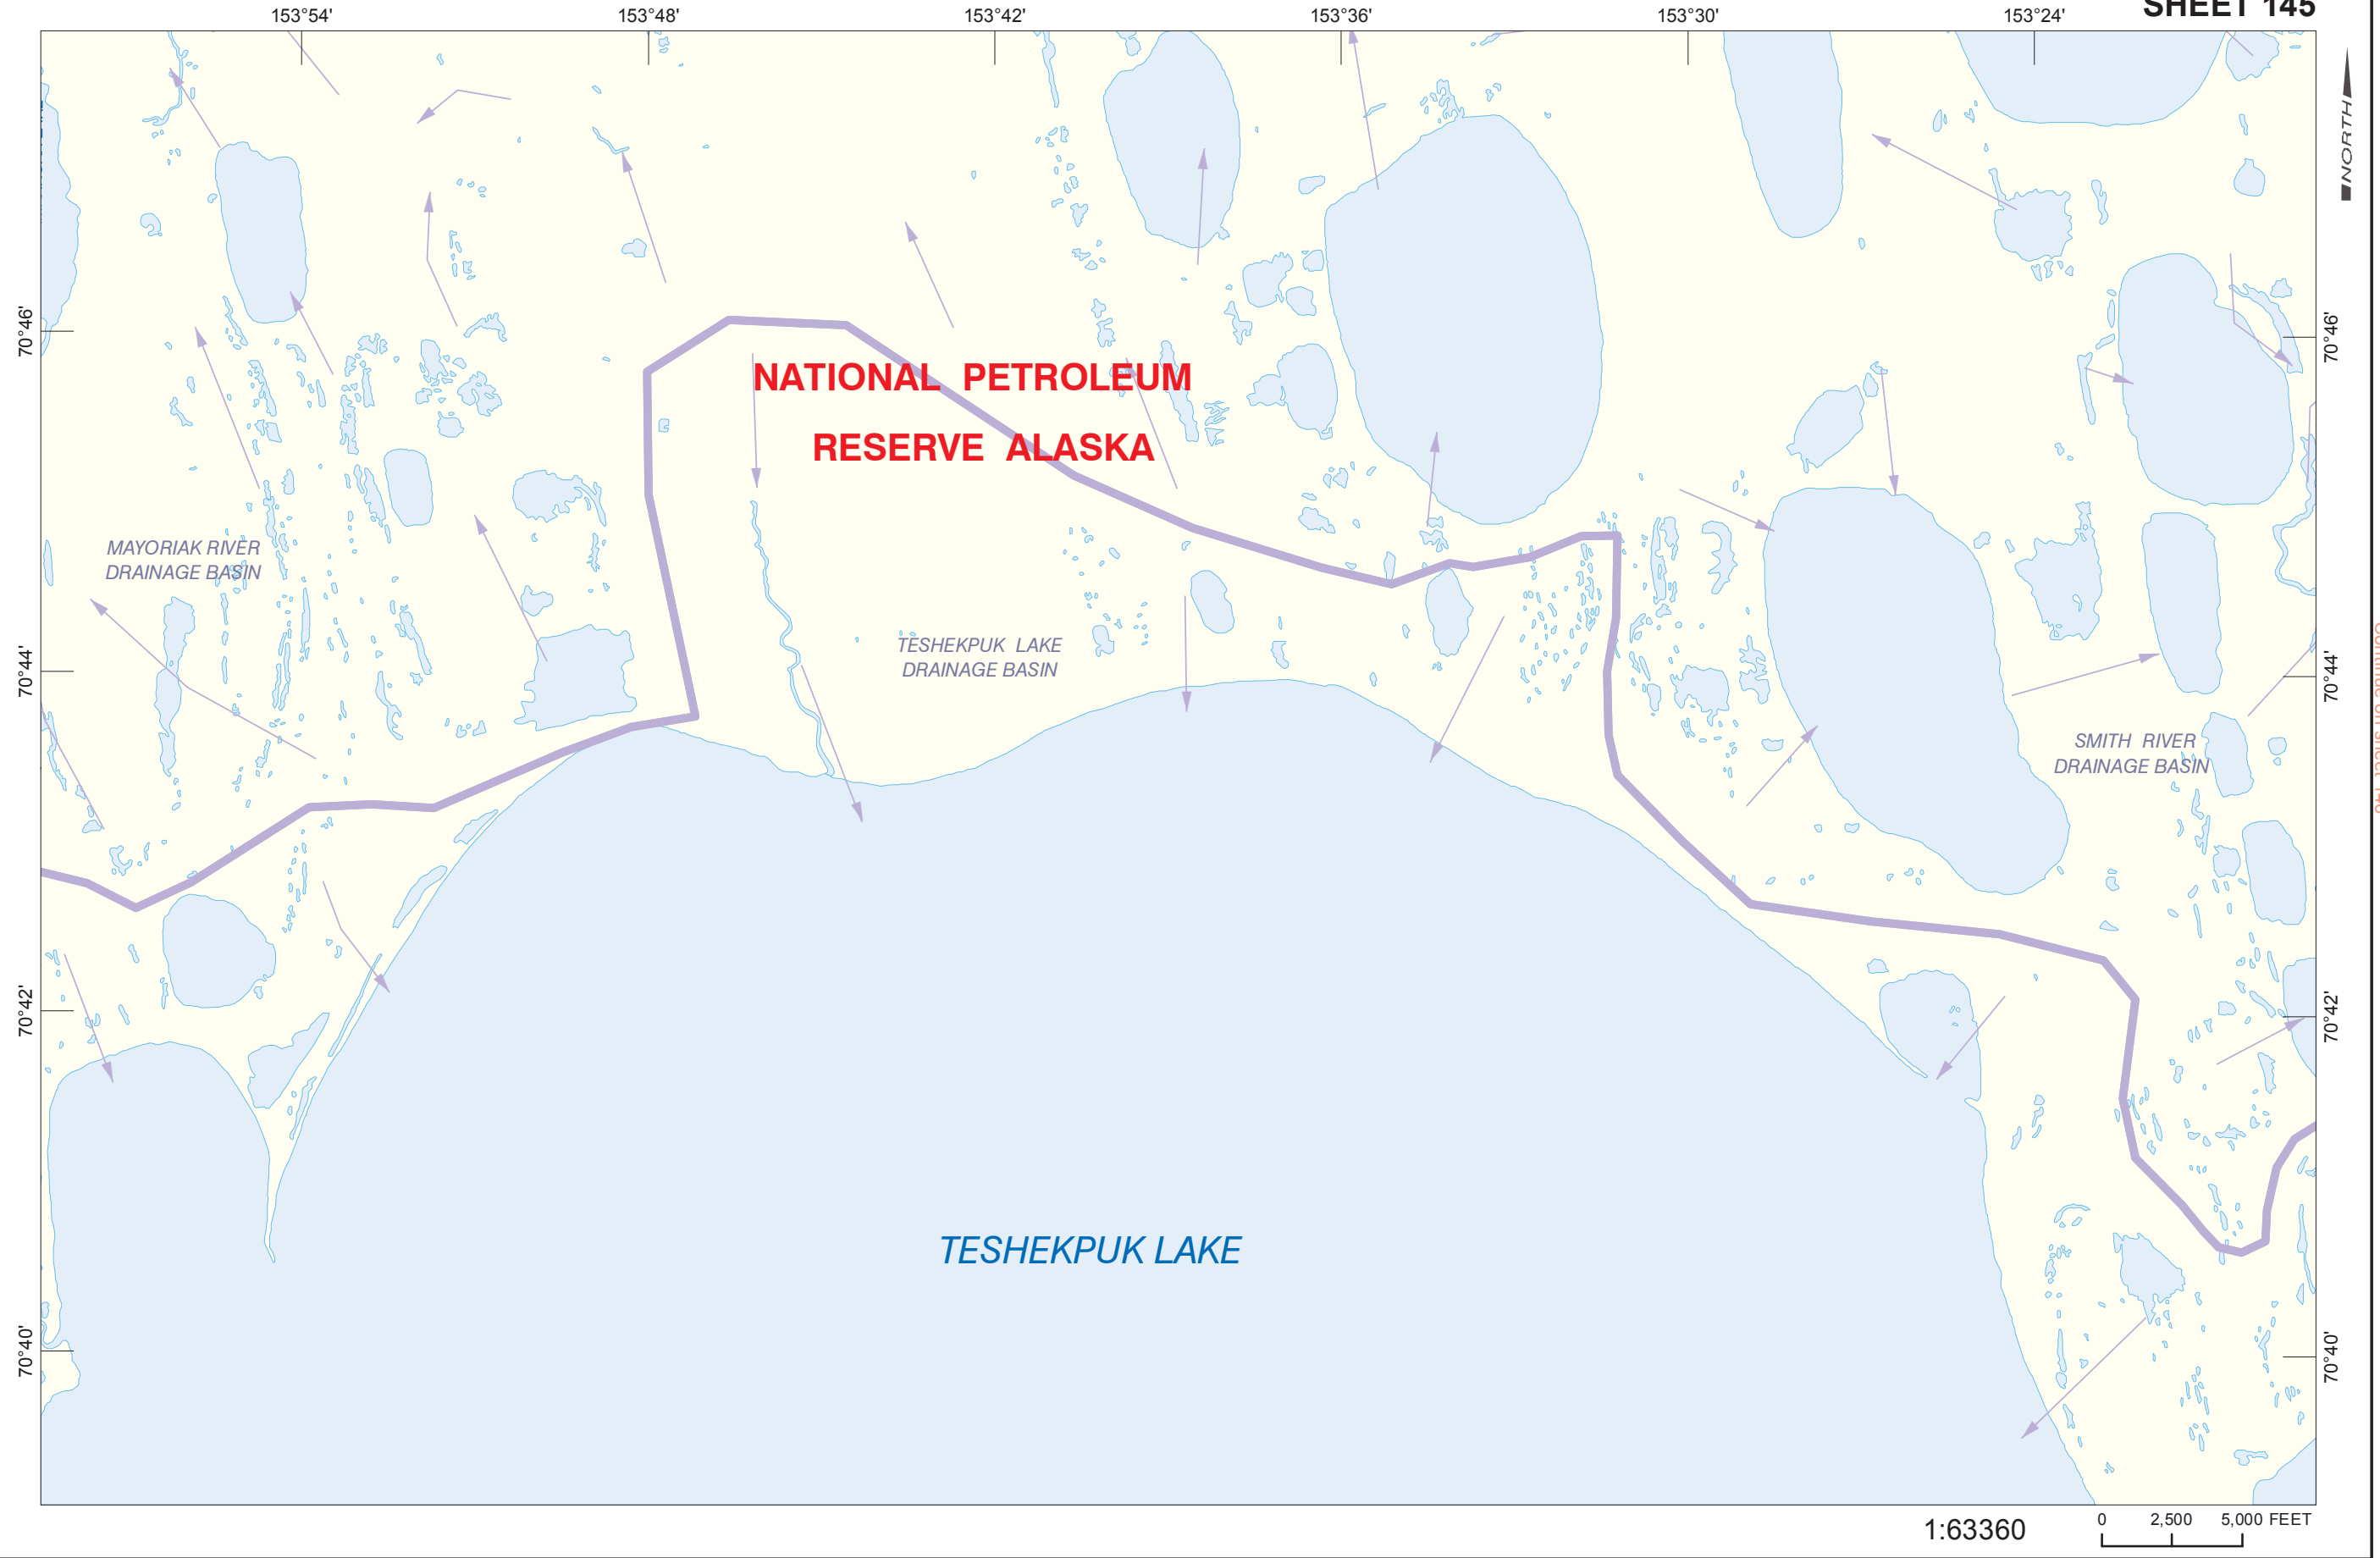 SHEET 145
153°54'
153°48'
153°42'
153°36'
153°30'
153°24'
NORTH
70°46'
70°46'
NATIONAL PETROLEUM
RESERVE ALASKA
MAYORIAK RIVER
DRAINAGE BASIN
TESHEKPUK LAKE
DRAINAGE BASIN
70°44'
70°44'
SMITH RIVER
DRAINAGE BASIN
70°42'
70°42'
TESHEKPUK LAKE
70°40'
70°40'
1:63360
0 2,500 5,000 FEET